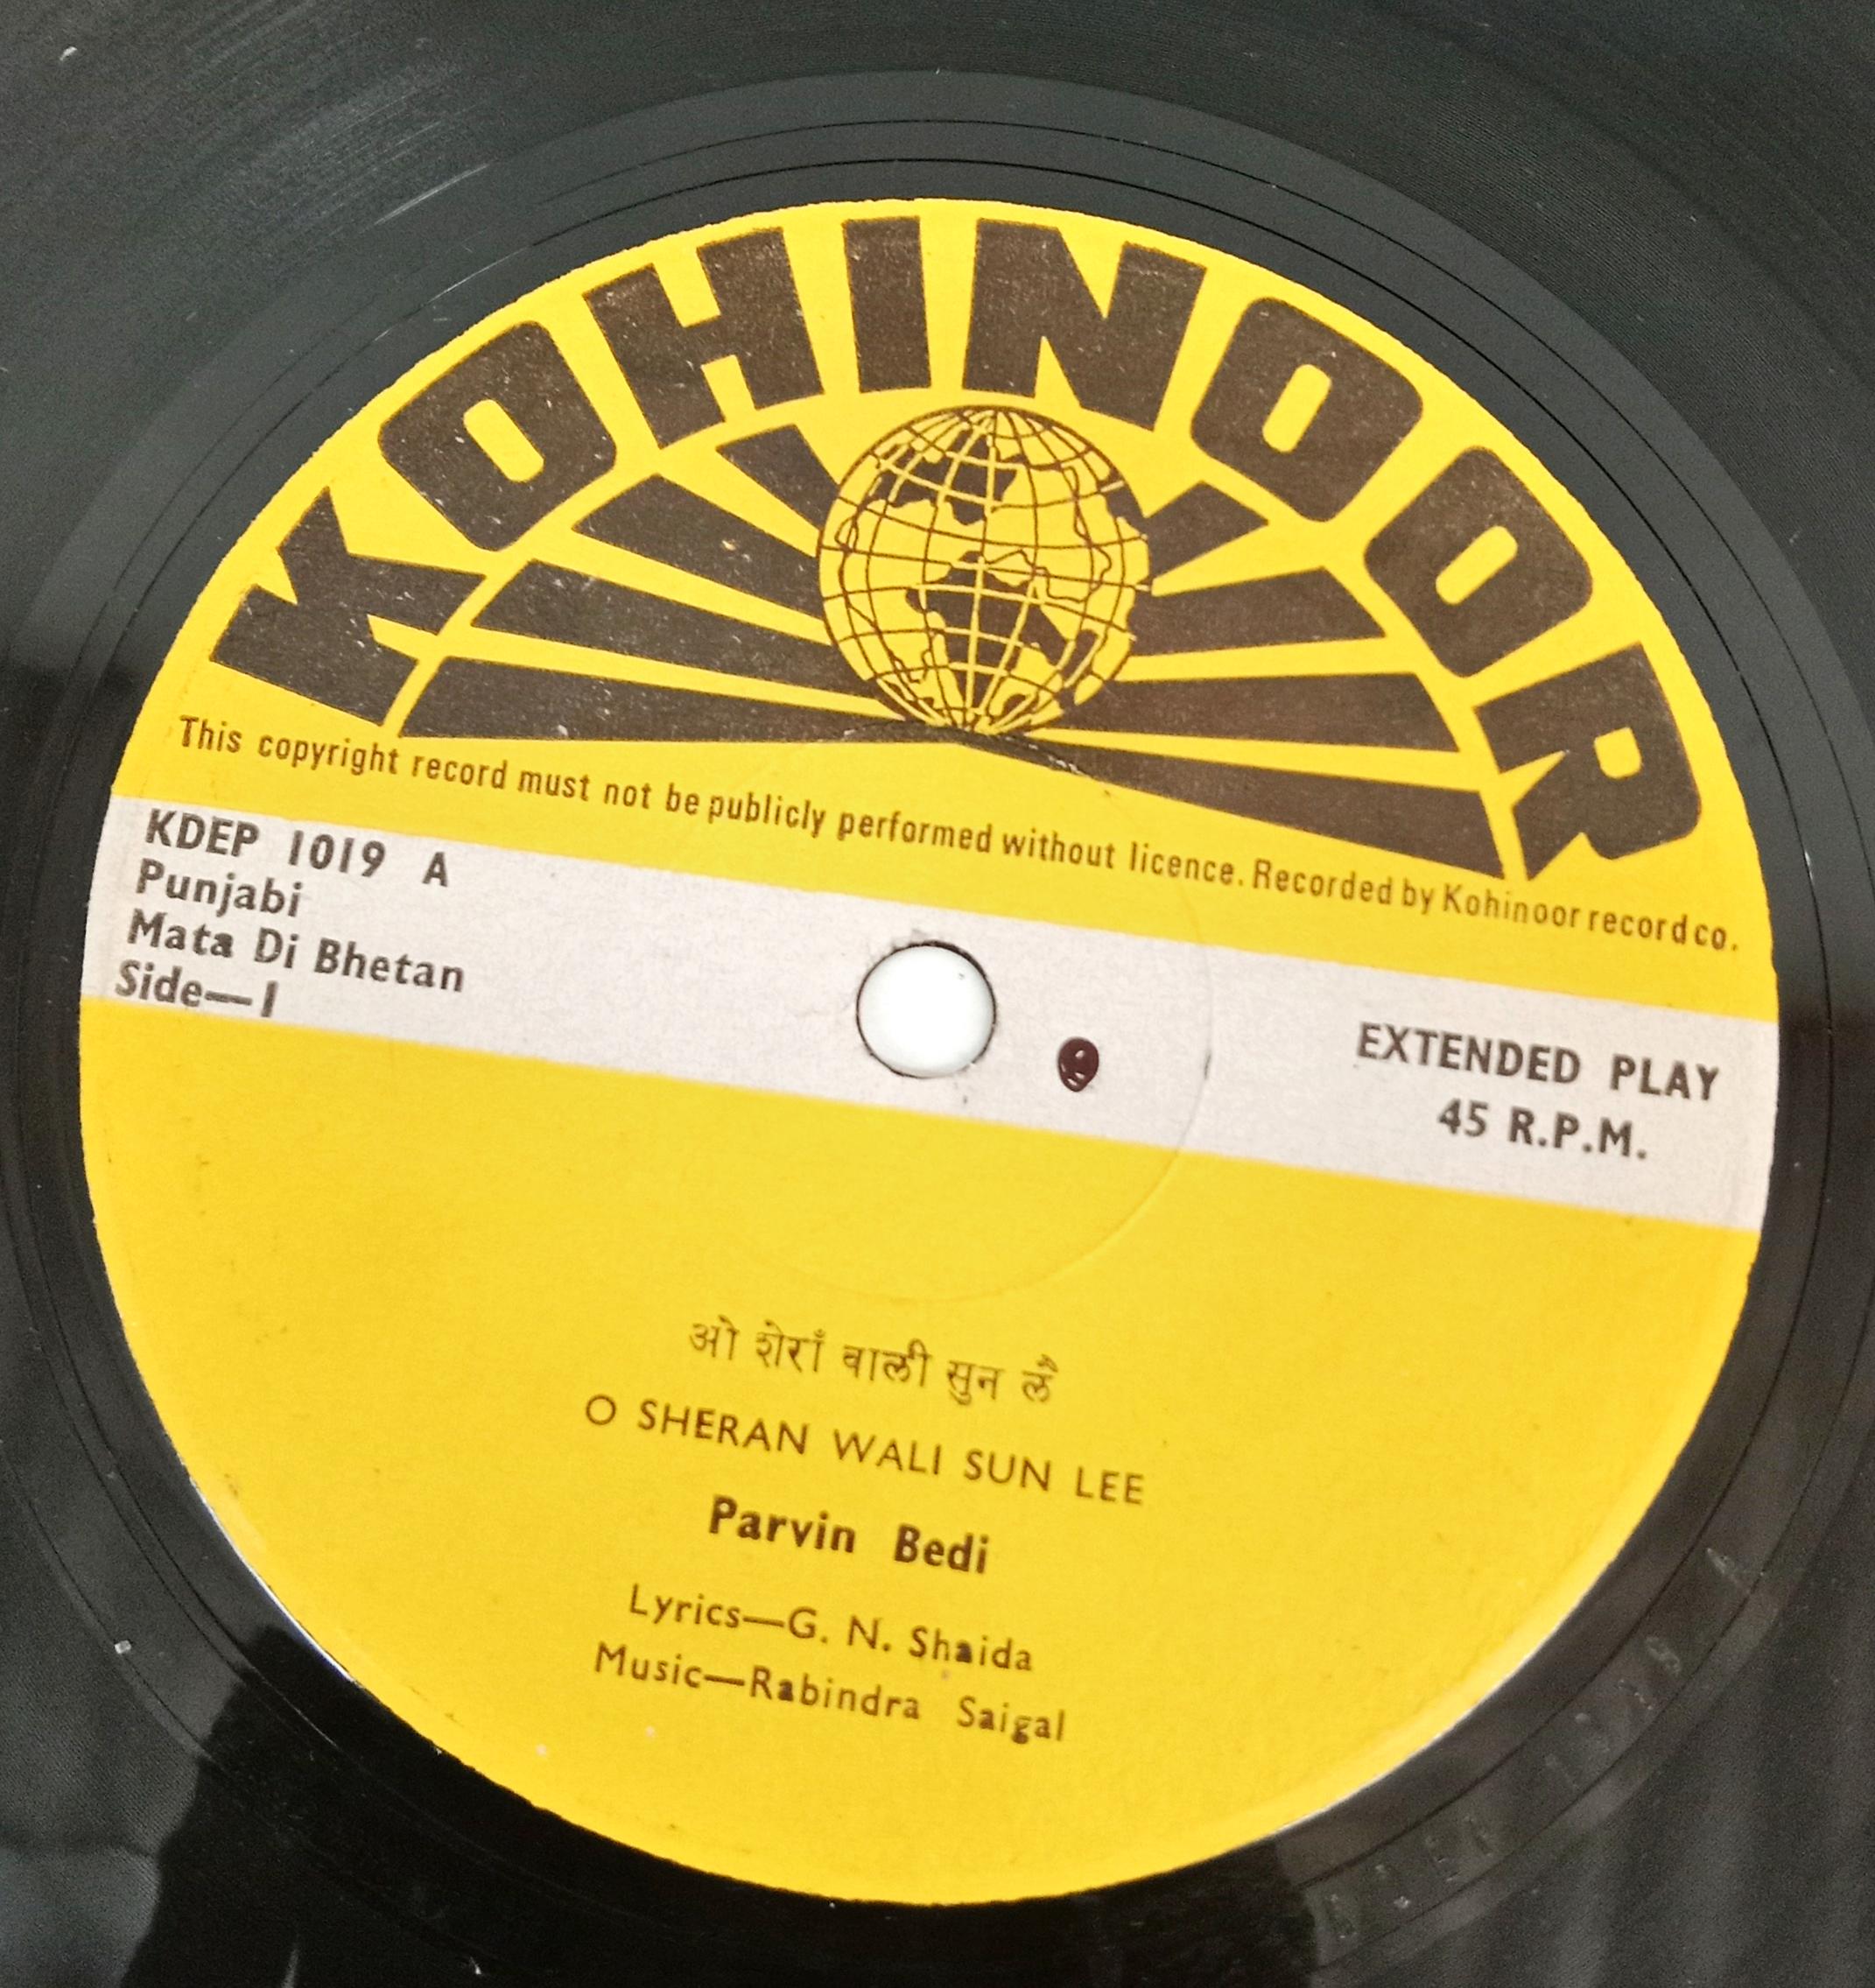 KOHINOOR
This copyright record must not be publicly performed without licence. Recorded by Kohinoor record co.
KDEP 1019 A
Punjabi
Mata Di Bhetan
Side—1
EXTENDED PLAY
45 R.P.M.
ओ शेराँ वाली सुन लै
O SHERAN WALI SUN LEE
Parvin Bedi
Lyrics—G. N. Shaida
Music—Rabindra Saigal